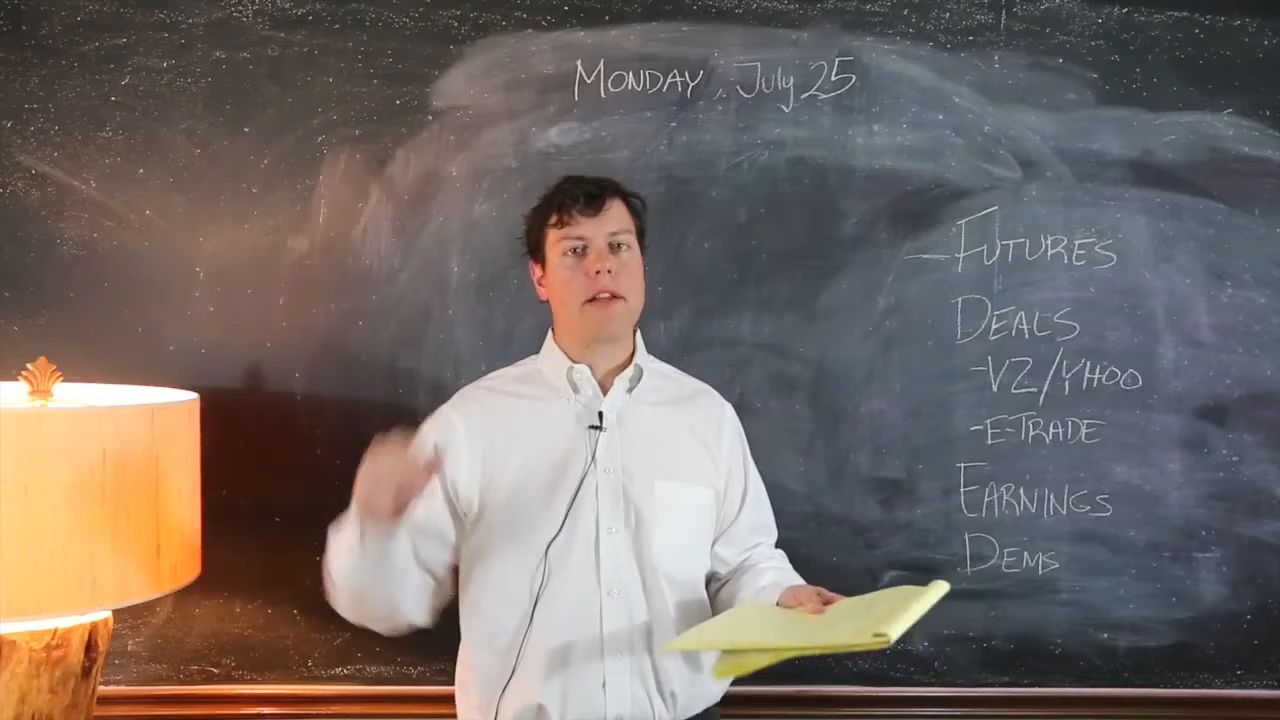 MONDAY, July 25
- FUTURES
DEALS
- VZ/YHOO
- E-TRADE
EARNINGS
DEMS